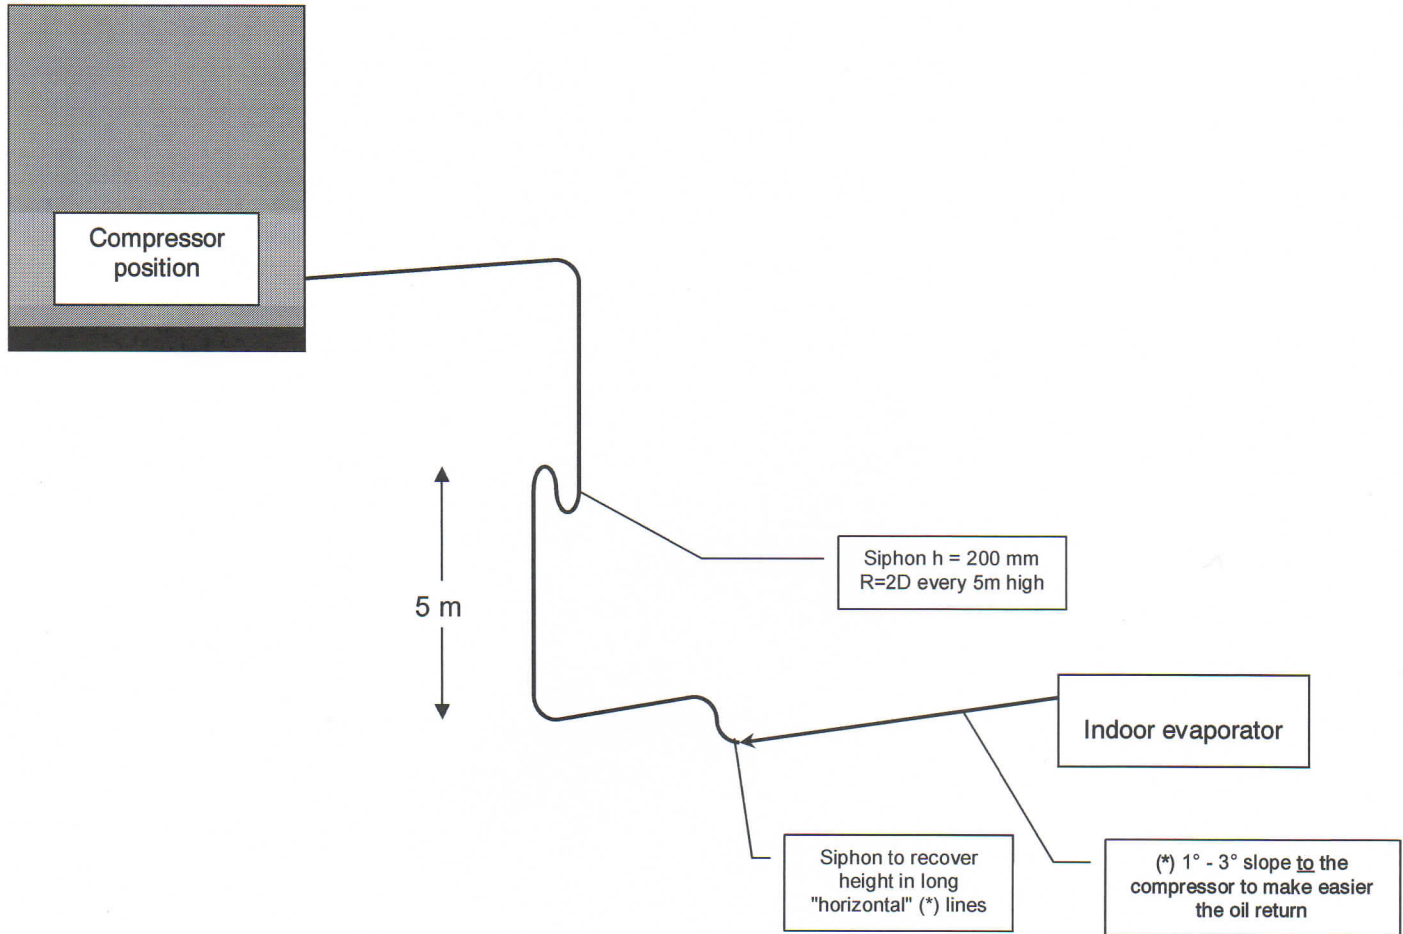 Compressor
position
5 m
Siphon h = 200 mm
R=2D every 5m high
Indoor evaporator
Siphon to recover
height in long
"horizontal" (*) lines
(*) 1° - 3° slope to the
compressor to make easier
the oil return